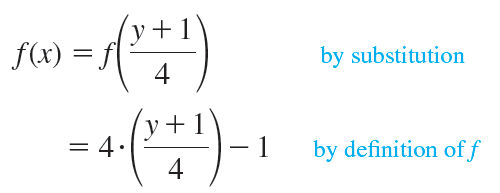 f(x) = f((y + 1)/4) by substitution
= 4·((y + 1)/4) – 1 by definition of f